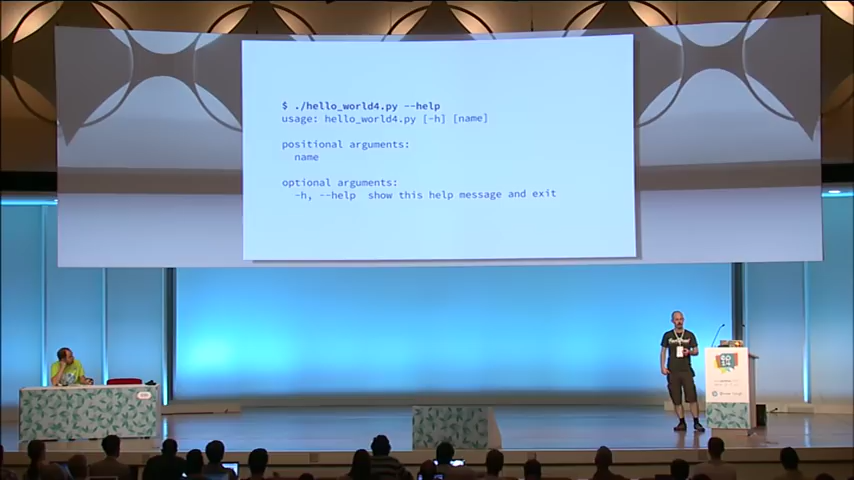 $ ./hello_world4.py --help
usage: hello_world4.py [-h] [name]
positional arguments:
name
optional arguments:
-h, --help  show this help message and exit